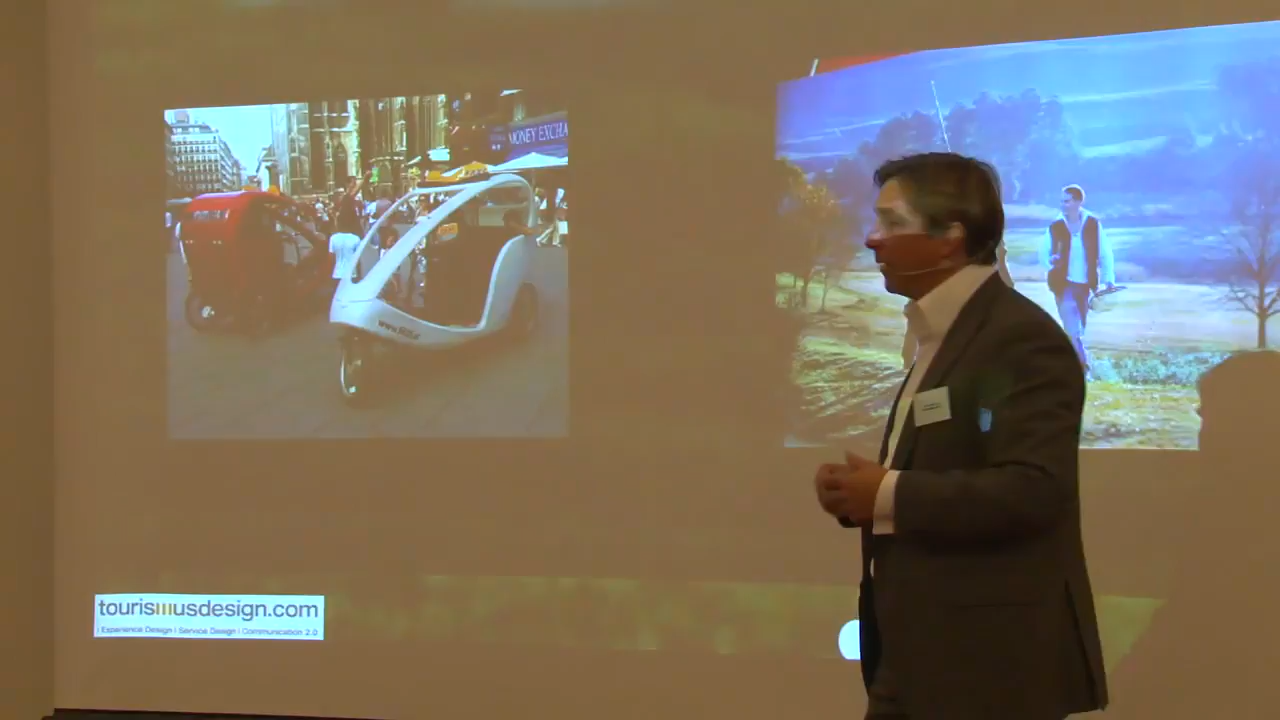 MONEY EXCHA
tourismusdesign.com
| Experience Design | Service Design | Communication 2.0